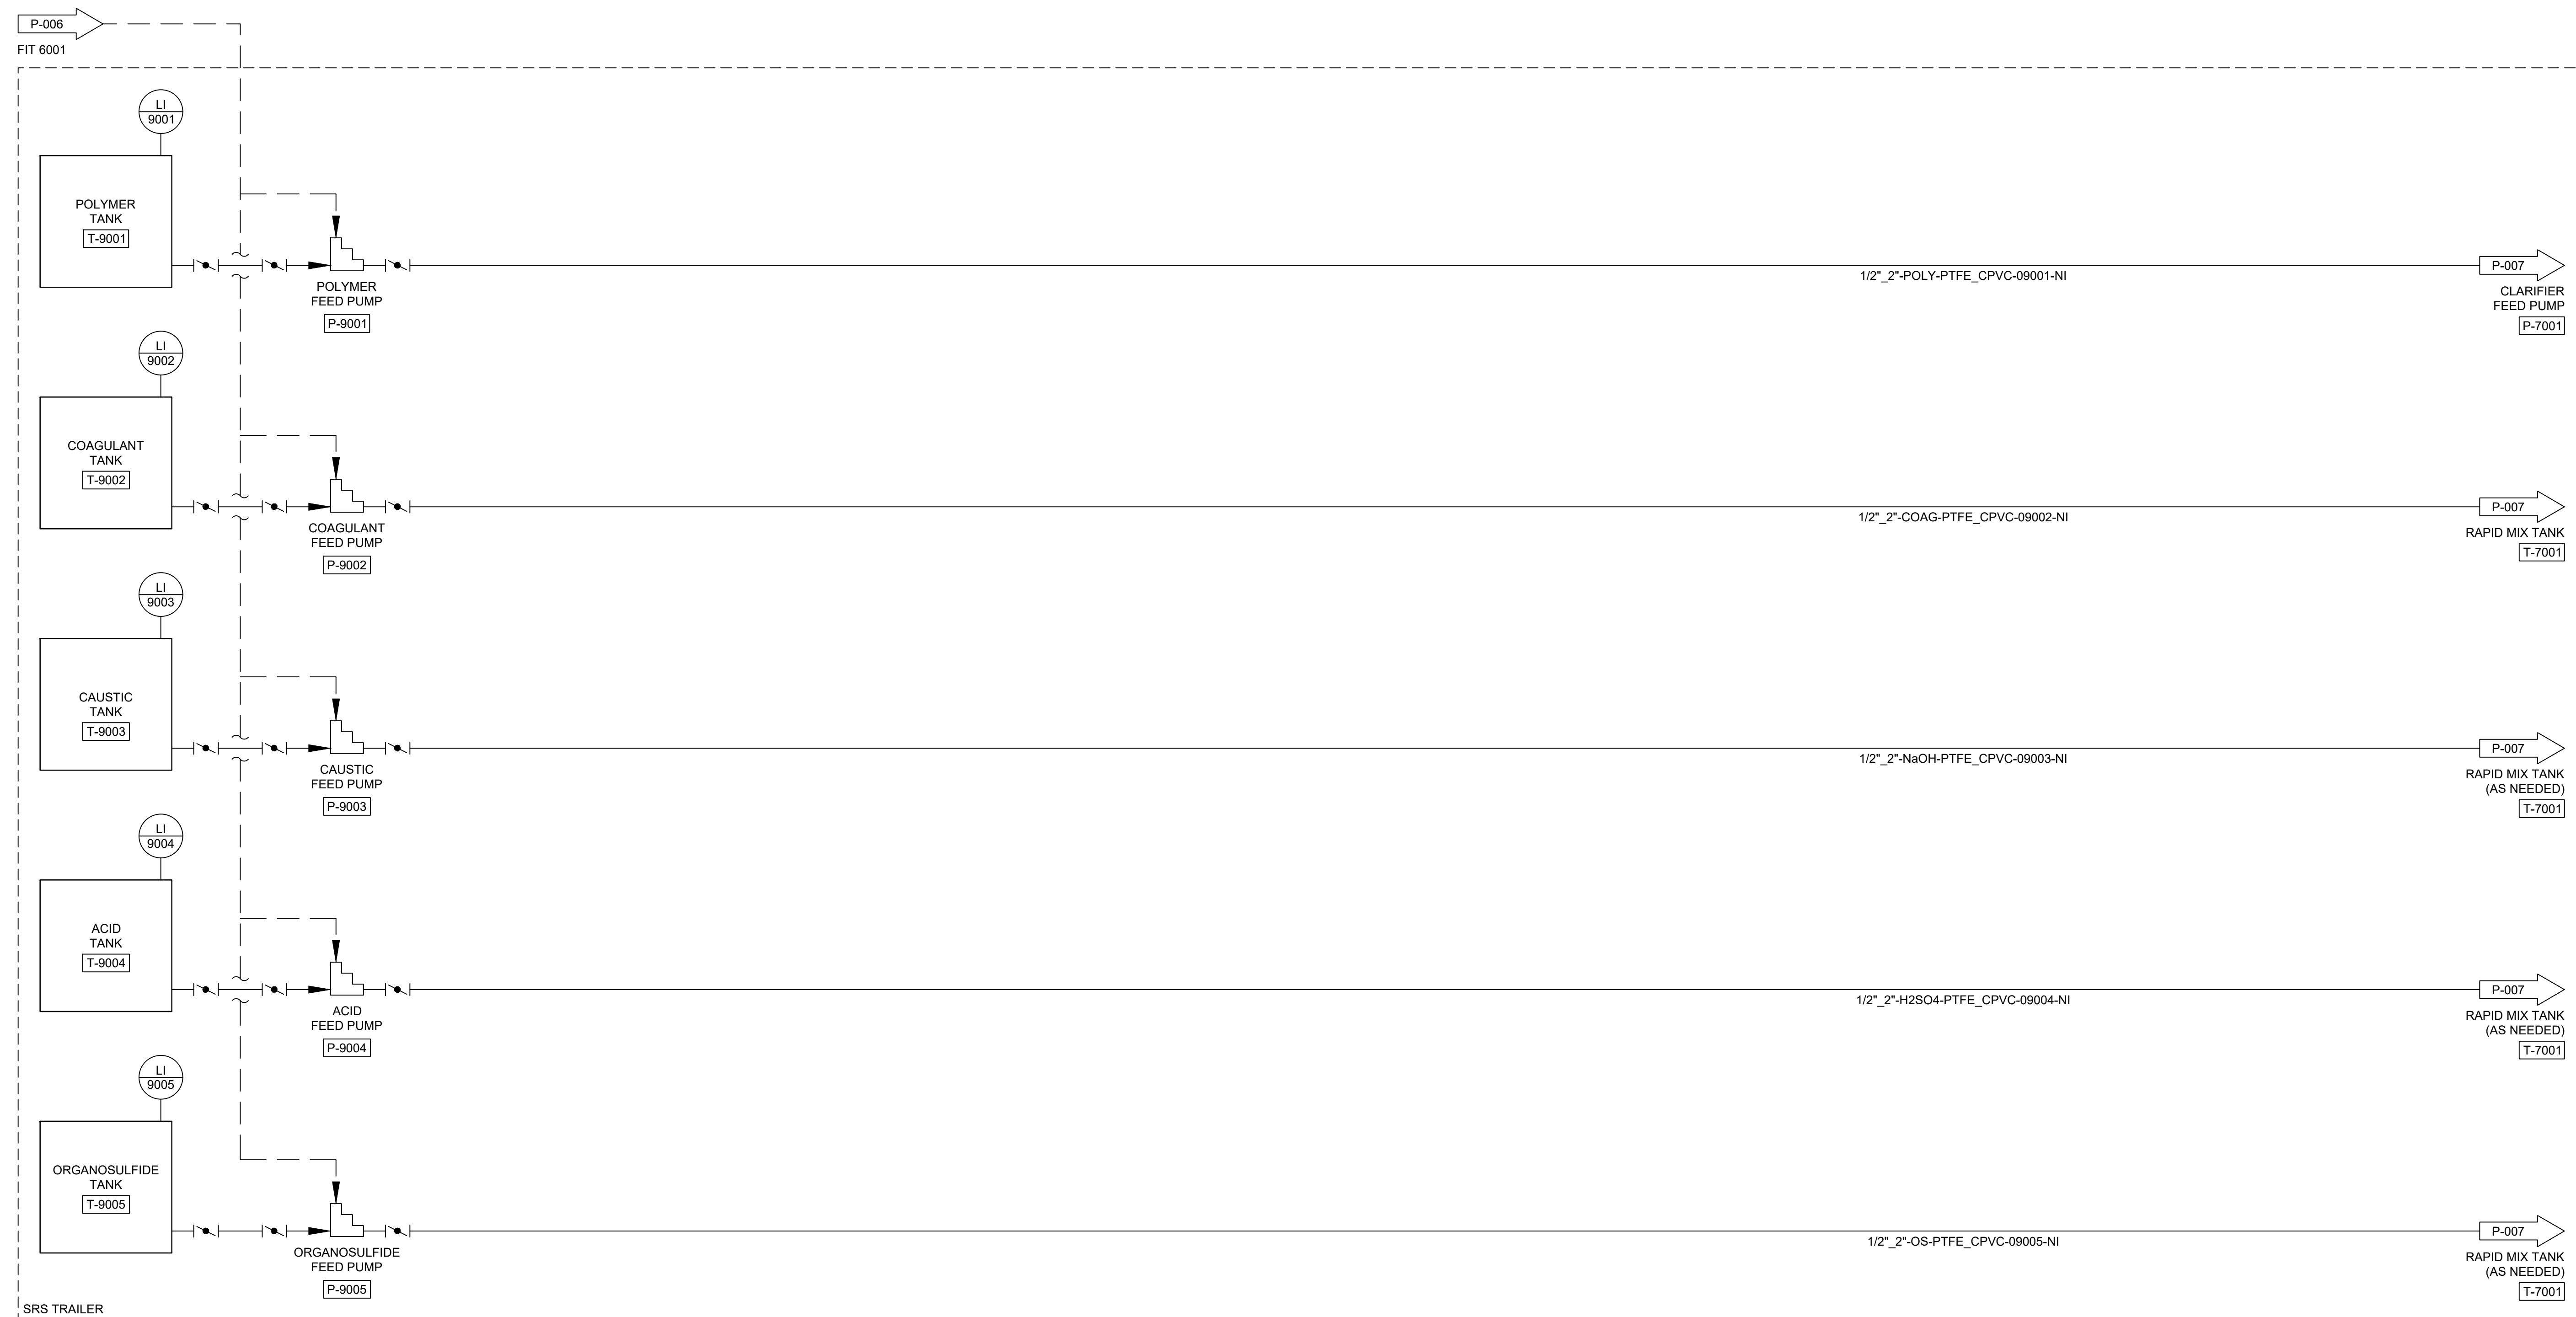 P-006
FIT 6001
LI
9001
POLYMER
TANK
T-9001
POLYMER
FEED PUMP
P-9001
1/2"_2"-POLY-PTFE_CPVC-09001-NI
P-007
CLARIFIER
FEED PUMP
P-7001
LI
9002
COAGULANT
TANK
T-9002
COAGULANT
FEED PUMP
P-9002
1/2"_2"-COAG-PTFE_CPVC-09002-NI
P-007
RAPID MIX TANK
T-7001
LI
9003
CAUSTIC
TANK
T-9003
CAUSTIC
FEED PUMP
P-9003
1/2"_2"-NaOH-PTFE_CPVC-09003-NI
P-007
RAPID MIX TANK
(AS NEEDED)
T-7001
LI
9004
ACID
TANK
T-9004
ACID
FEED PUMP
P-9004
1/2"_2"-H2SO4-PTFE_CPVC-09004-NI
P-007
RAPID MIX TANK
(AS NEEDED)
T-7001
LI
9005
ORGANOSULFIDE
TANK
T-9005
ORGANOSULFIDE
FEED PUMP
P-9005
1/2"_2"-OS-PTFE_CPVC-09005-NI
P-007
RAPID MIX TANK
(AS NEEDED)
T-7001
SRS TRAILER